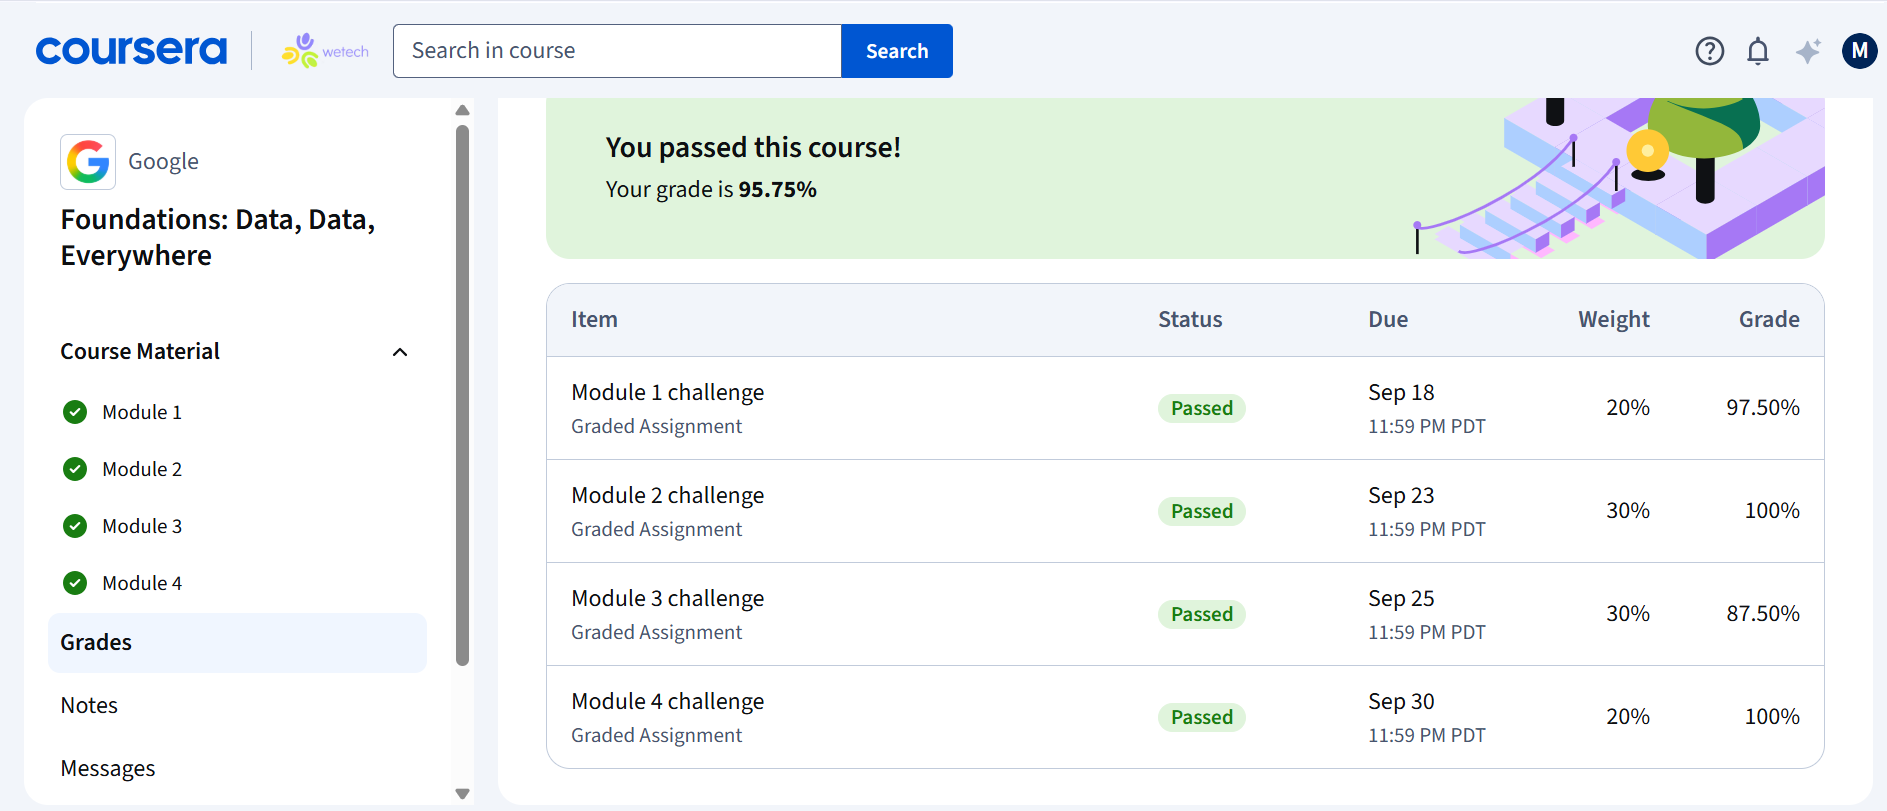 coursera
wetech
Search in course
Search
M
Google
Foundations: Data, Data,
Everywhere
Course Material
Module 1
Module 2
Module 3
Module 4
Grades
Notes
Messages
You passed this course!
Your grade is 95.75%
Item Status Due Weight Grade
Module 1 challenge
Graded Assignment
Passed
Sep 18
11:59 PM PDT
20%
97.50%
Module 2 challenge
Graded Assignment
Passed
Sep 23
11:59 PM PDT
30%
100%
Module 3 challenge
Graded Assignment
Passed
Sep 25
11:59 PM PDT
30%
87.50%
Module 4 challenge
Graded Assignment
Passed
Sep 30
11:59 PM PDT
20%
100%